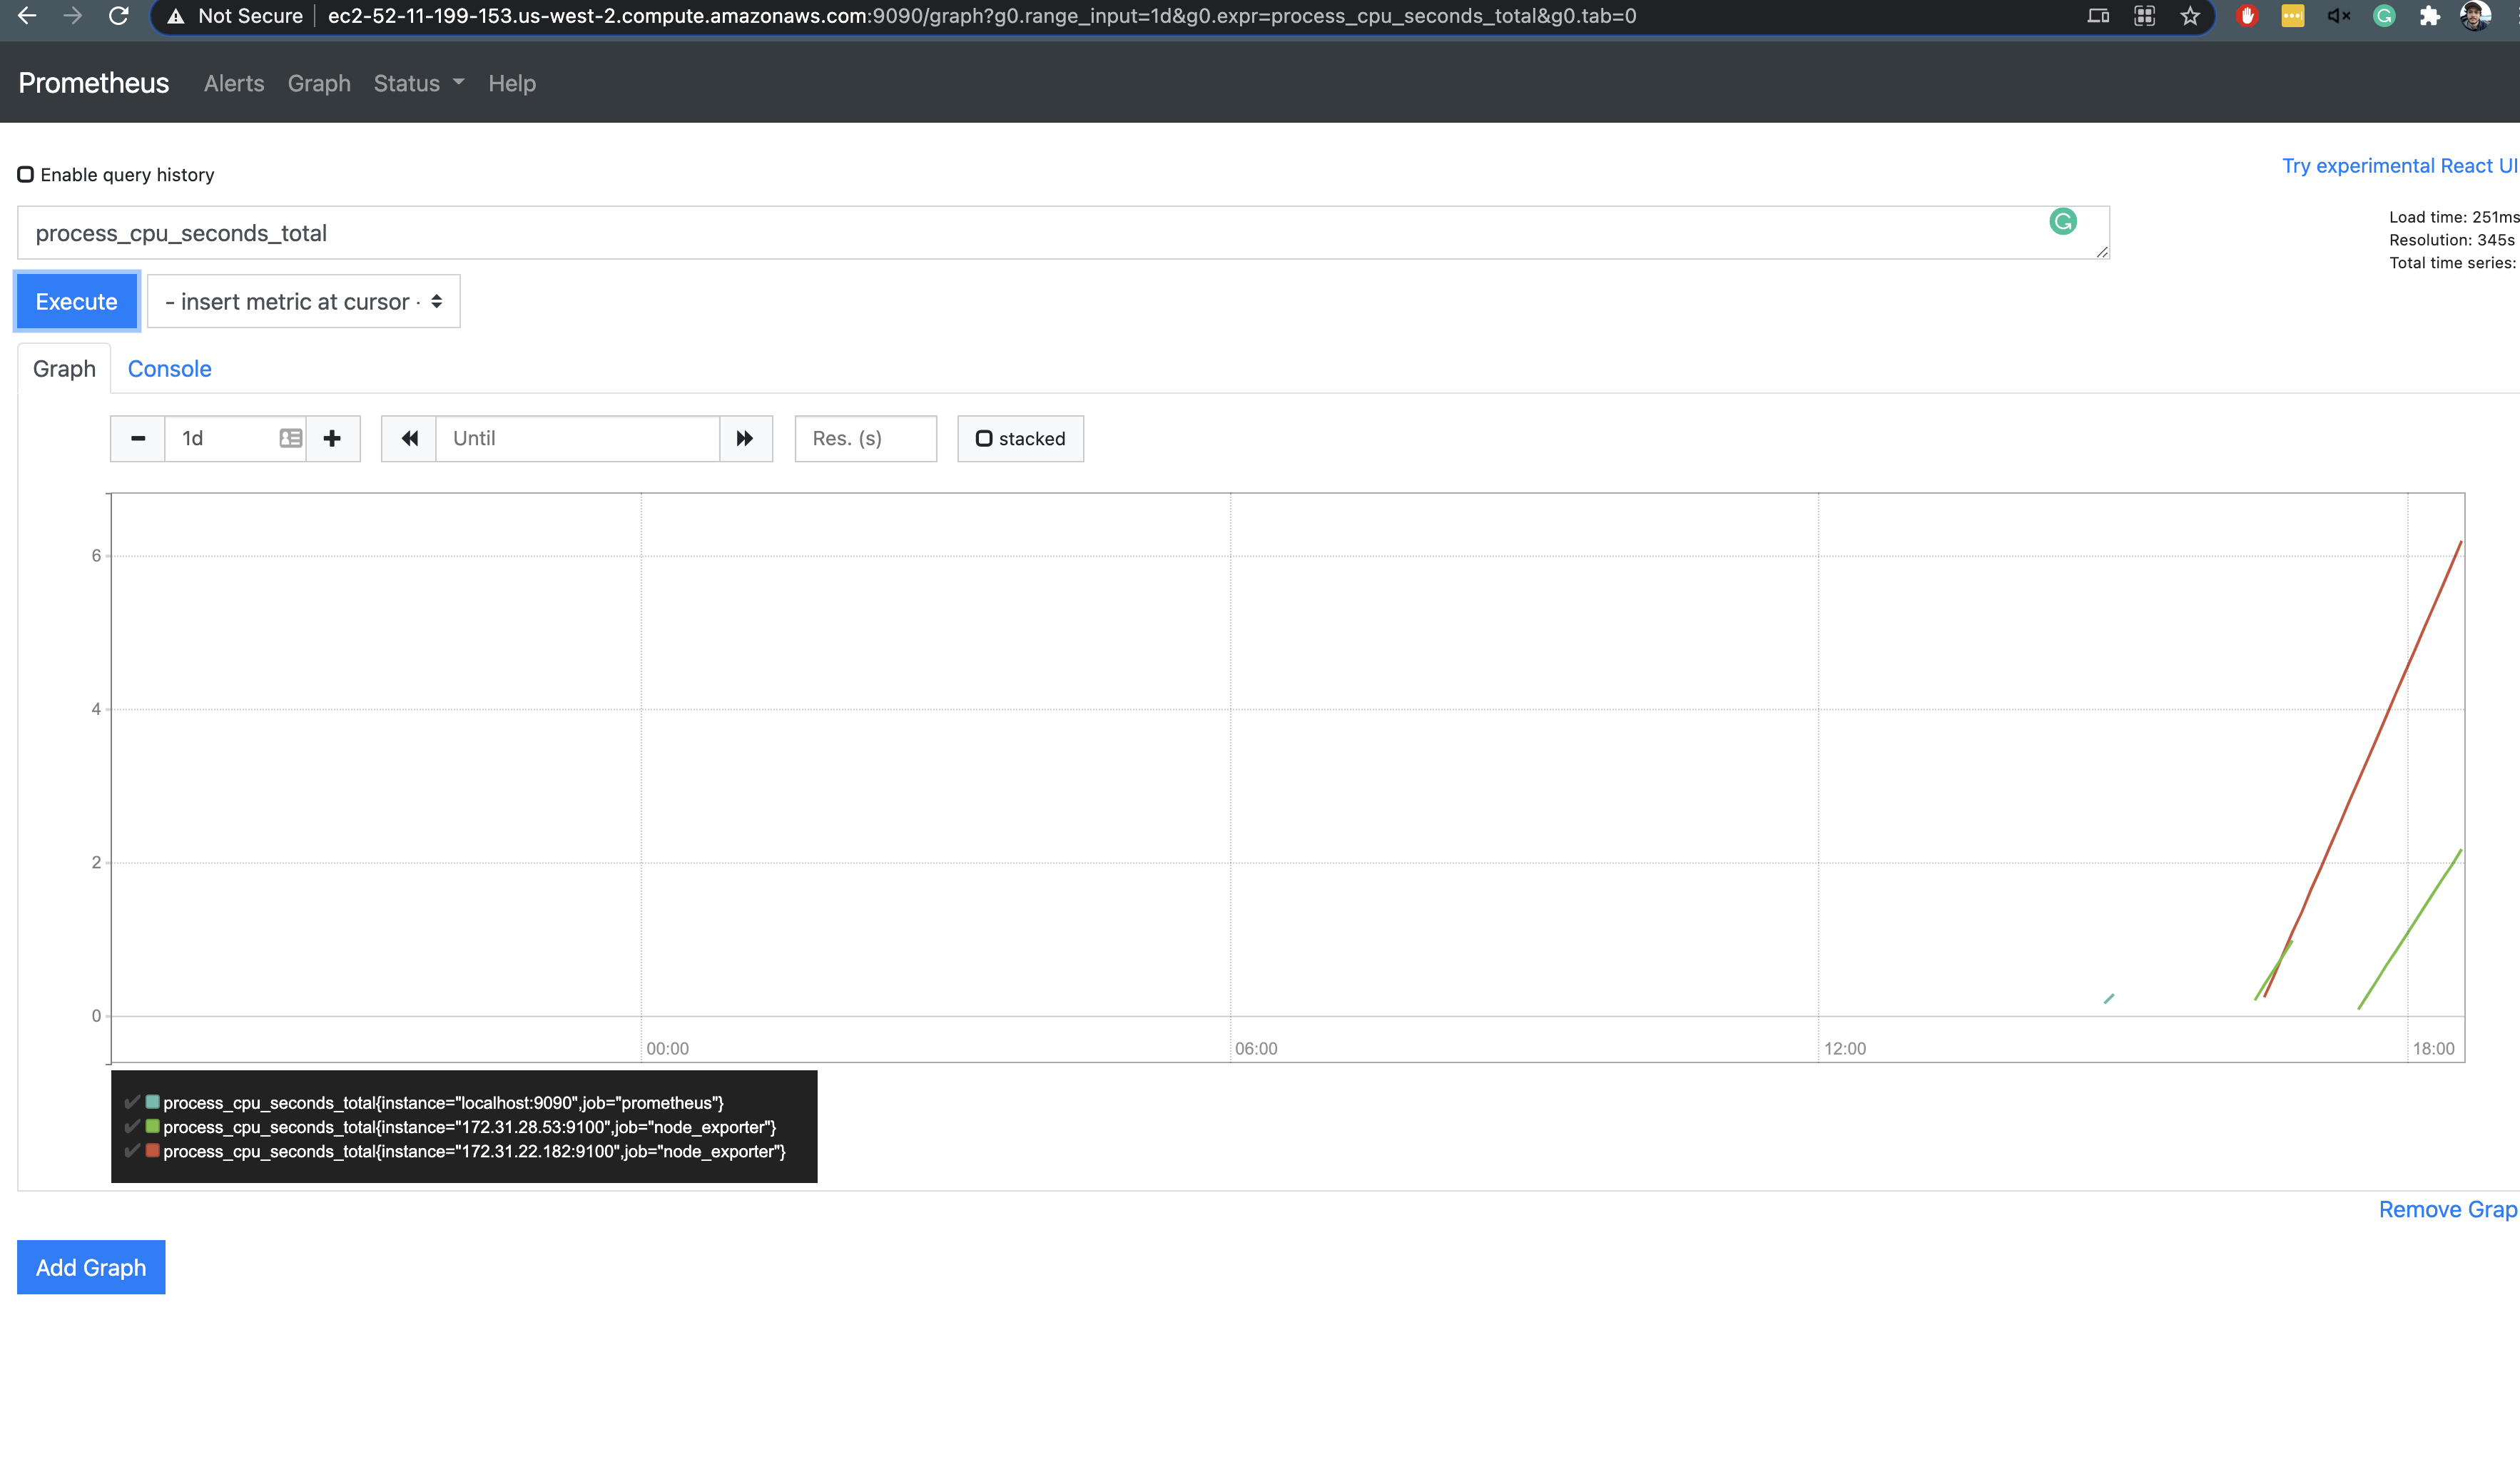 Not Secure ec2-52-11-199-153.us-west-2.compute.amazonaws.com:9090/graph?g0.range_input=1d&g0.expr=process_cpu_seconds_total&g0.tab=0
Prometheus Alerts Graph Status Help
Enable query history
Try experimental React UI
process_cpu_seconds_total
Load time: 251ms
Resolution: 345s
Total time series:
Execute - insert metric at cursor -
Graph Console
1d Until Res. (s) stacked
6
4
2
0
00:00 06:00 12:00 18:00
process_cpu_seconds_total{instance="localhost:9090",job="prometheus"}
process_cpu_seconds_total{instance="172.31.28.53:9100",job="node_exporter"}
process_cpu_seconds_total{instance="172.31.22.182:9100",job="node_exporter"}
Remove Grap
Add Graph